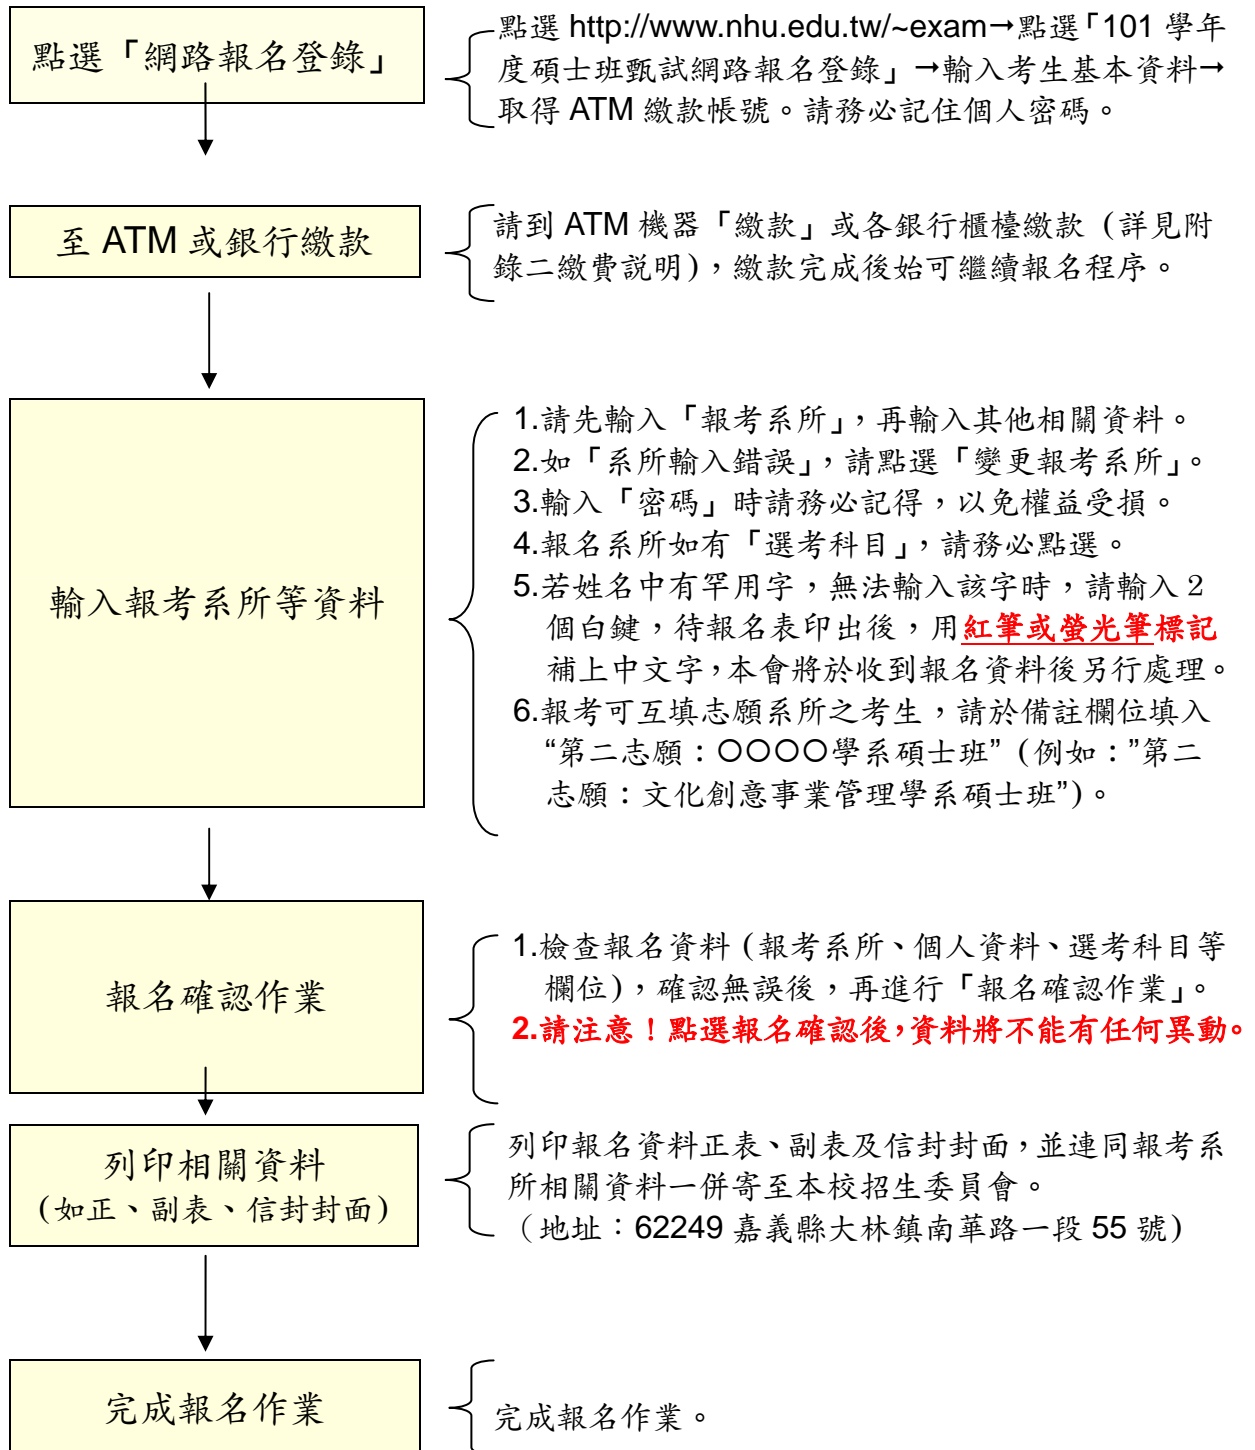 點選「網路報名登錄」
點選 http://www.nhu.edu.tw/~exam→點選「101 學年
度碩士班甄試網路報名登錄」→輸入考生基本資料→
取得 ATM 繳款帳號。請務必記住個人密碼。
至 ATM 或銀行繳款
請到 ATM 機器「繳款」或各銀行櫃檯繳款 (詳見附
錄二繳費說明)，繳款完成後始可繼續報名程序。
輸入報考系所等資料
1.請先輸入「報考系所」，再輸入其他相關資料。
2.如「系所輸入錯誤」，請點選「變更報考系所」。
3.輸入「密碼」時請務必記得，以免權益受損。
4.報名系所如有「選考科目」，請務必點選。
5.若姓名中有罕用字，無法輸入該字時，請輸入２
個白鍵，待報名表印出後，用紅筆或螢光筆標記
補上中文字，本會將於收到報名資料後另行處理。
6.報考可互填志願系所之考生，請於備註欄位填入
“第二志願：〇〇〇〇學系碩士班” (例如：”第二
志願：文化創意事業管理學系碩士班”)。
報名確認作業
1.檢查報名資料 (報考系所、個人資料、選考科目等
欄位)，確認無誤後，再進行「報名確認作業」。
2.請注意！點選報名確認後，資料將不能有任何異動。
列印相關資料
(如正、副表、信封封面)
列印報名資料正表、副表及信封封面，並連同報考系
所相關資料一併寄至本校招生委員會。
（地址：62249 嘉義縣大林鎮南華路一段 55 號）
完成報名作業
完成報名作業。